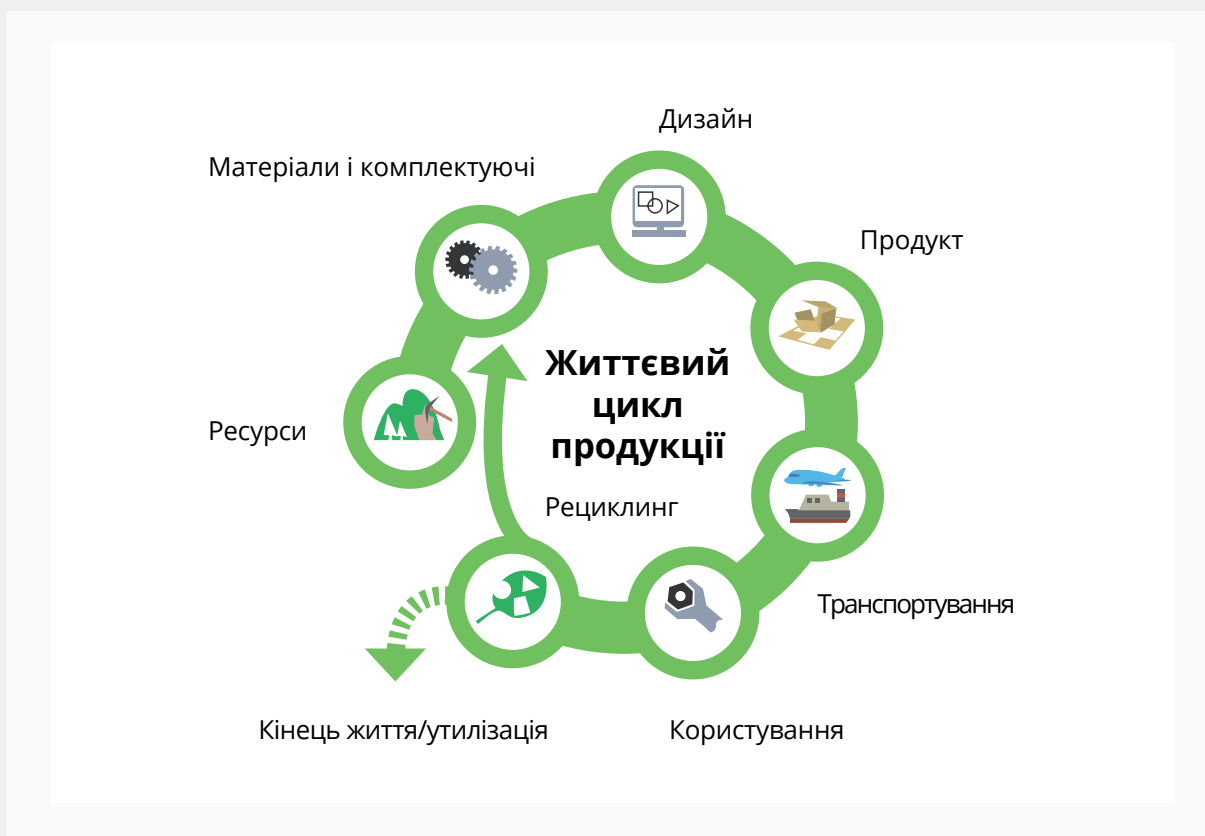 Дизайн
Матеріали і комплектуючі
Продукт
Життєвий
цикл
продукції
Ресурси
Рециклинг
Транспортування
Кінець життя/утилізація
Користування